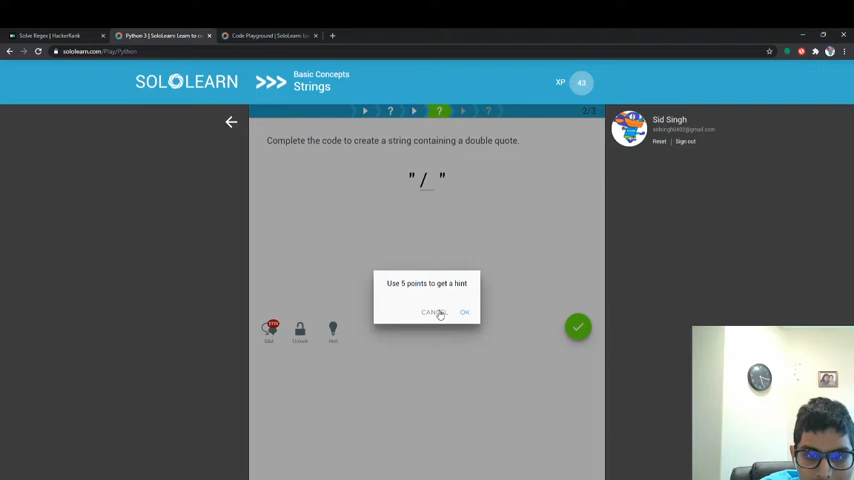 Solve Regex | HackerRank
Python 3 | SoloLearn: Learn to co
Code Playground | SoloLearn: Le
sololearn.com/Play/Python
SOLOLEARN
Basic Concepts
Strings
XP 43
? ? ? 2/3
Complete the code to create a string containing a double quote.
" / "
Sid Singh
Reset | Sign out
Use 5 points to get a hint
CANCEL OK
Q&A Unlock Hint